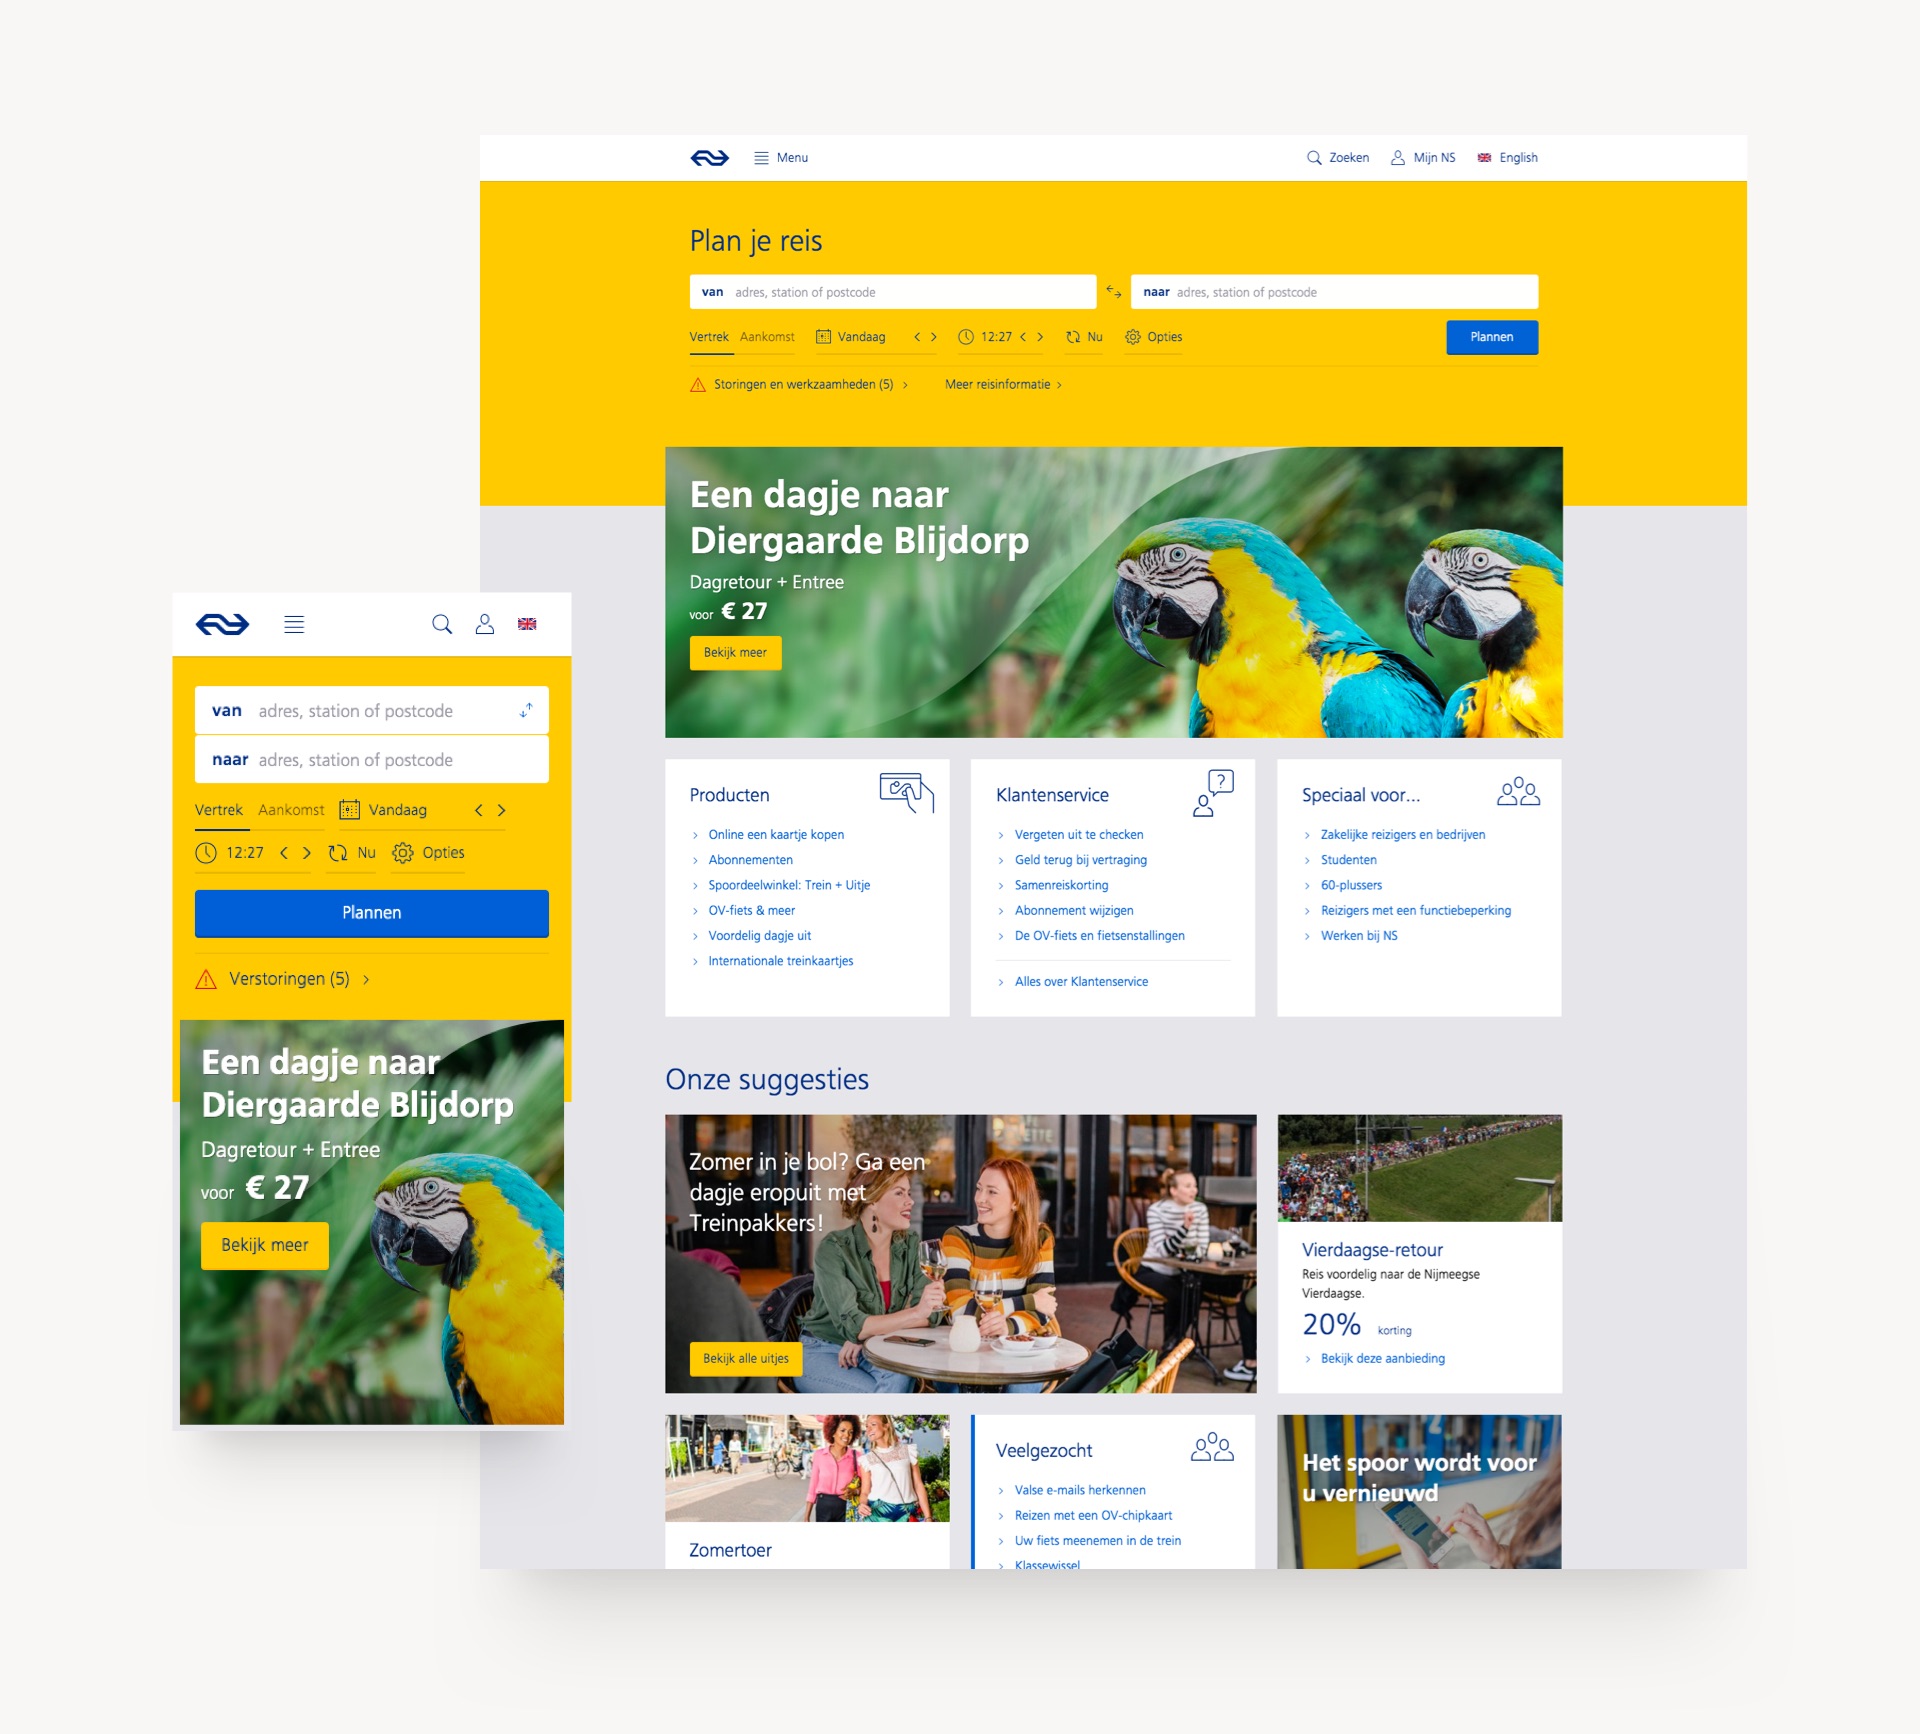 Menu
Zoeken
Mijn NS
English
Plan je reis
van adres, station of postcode
naar adres, station of postcode
Vertrek Aankomst Vandaag 12:27 Nu Opties
Plannen
Storingen en werkzaamheden (5)
Meer reisinformatie
Een dagje naar
Diergaarde Blijdorp
Dagretour + Entree
voor € 27
Bekijk meer
Producten
Online een kaartje kopen
Abonnementen
Spoordeelwinkel: Trein + Uitje
OV-fiets & meer
Voordelig dagje uit
Internationale treinkaartjes
Klantenservice
Vergeten uit te checken
Geld terug bij vertraging
Samenreiskorting
Abonnement wijzigen
De OV-fiets en fietsenstallingen
Alles over Klantenservice
Speciaal voor...
Zakelijke reizigers en bedrijven
Studenten
60-plussers
Reizigers met een functiebeperking
Werken bij NS
Onze suggesties
Zomer in je bol? Ga een
dagje eropuit met
Treinpakkers!
Bekijk alle uitjes
Vierdaagse-retour
Reis voordelig naar de Nijmeegse
Vierdaagse.
20% korting
Bekijk deze aanbieding
Zomertoer
Veelgezocht
Valse e-mails herkennen
Reizen met een OV-chipkaart
Uw fiets meenemen in de trein
Klassewissel
Het spoor wordt voor
u vernieuwd
van adres, station of postcode
naar adres, station of postcode
Vertrek Aankomst Vandaag
12:27 Nu Opties
Plannen
Verstoringen (5)
Een dagje naar
Diergaarde Blijdorp
Dagretour + Entree
voor € 27
Bekijk meer